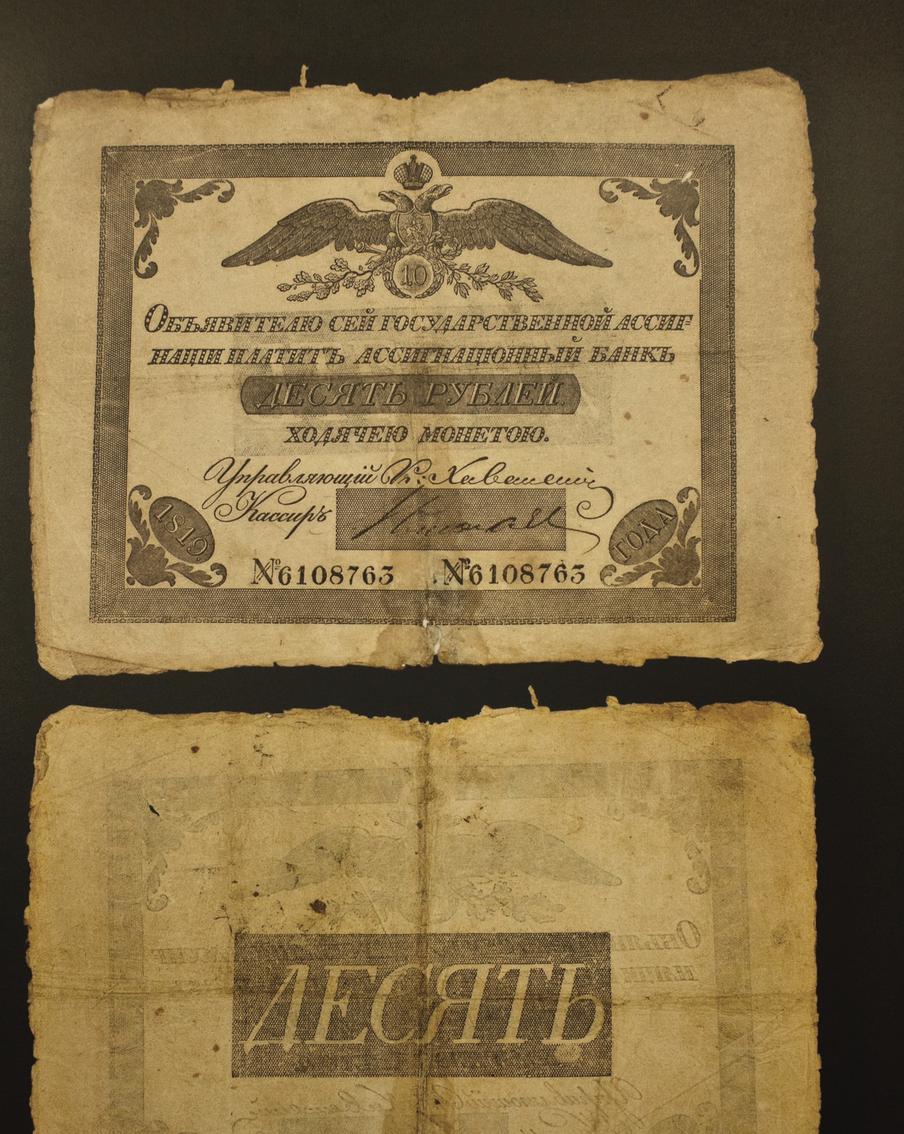 10
ОБЪЯВИТЕЛЮ СЕЙ ГОСУДАРСТВЕННОЙ АССИГ=
НАЦІИ ПЛАТИТЪ АССИГНАЦІОННЫЙ БАНКЪ
ДЕСЯТЬ РУБЛЕЙ
ХОДЯЧЕЮ МОНЕТОЮ.
Управляющій
Кассиръ
1819 ГОДА
№6108763 №6108763
ДЕСЯТЬ